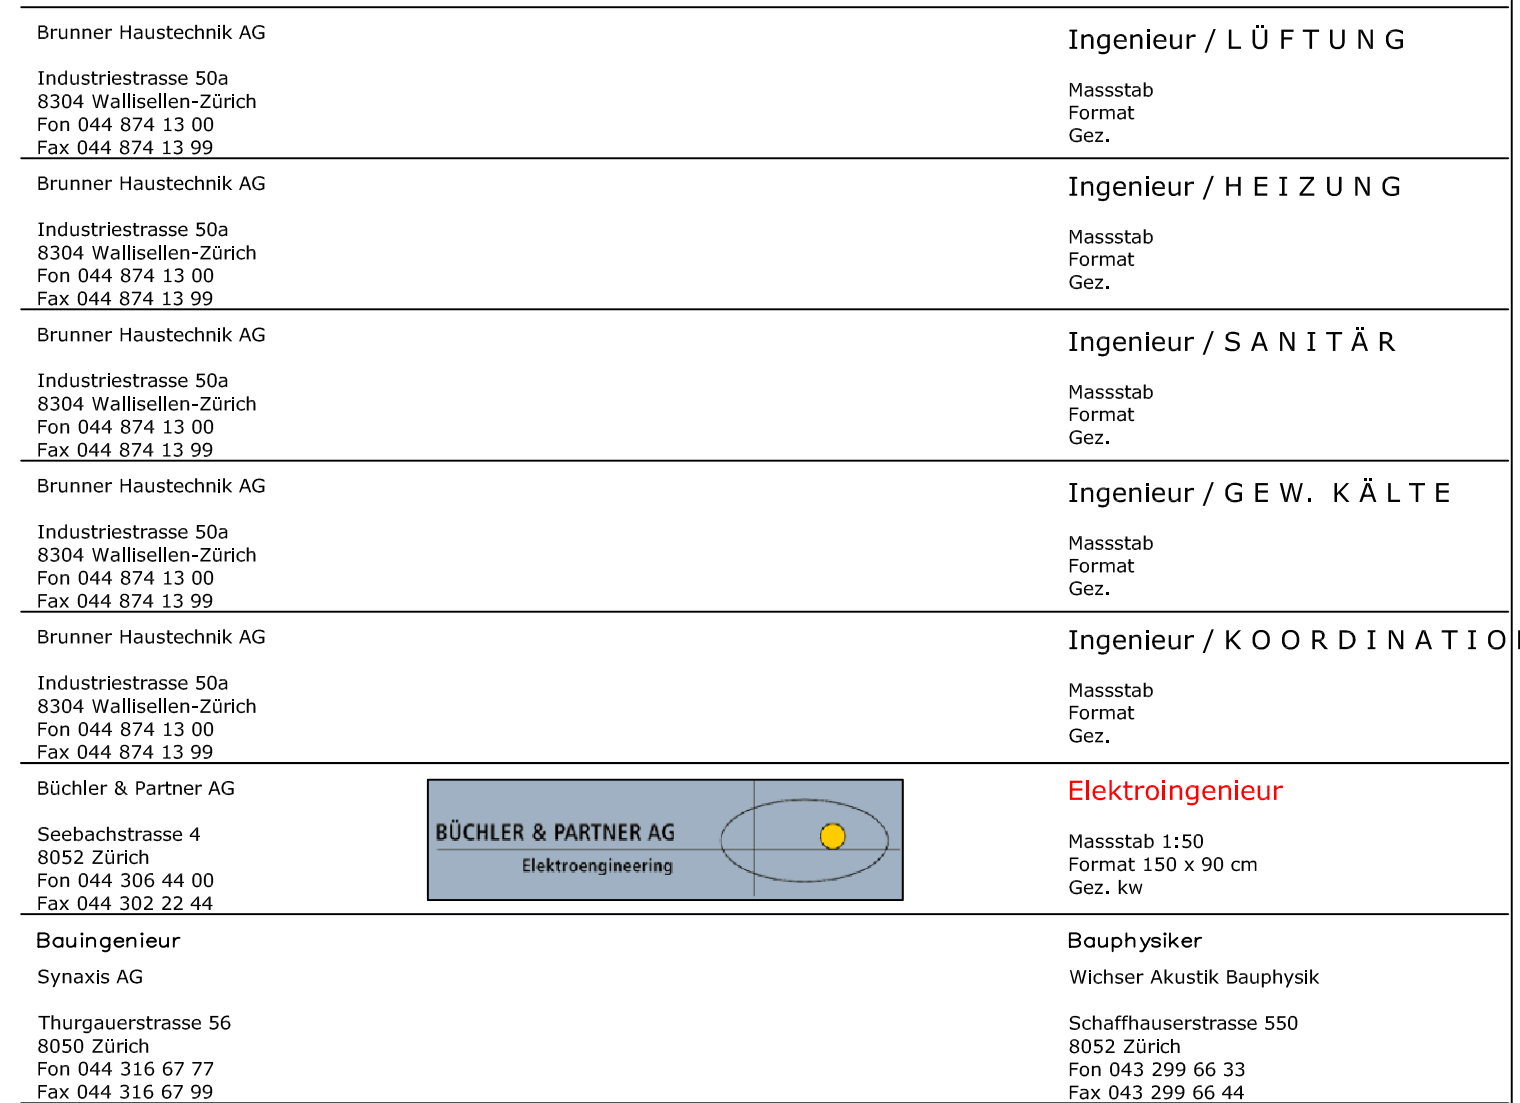 Brunner Haustechnik AG
Ingenieur / L Ü F T U N G
Industriestrasse 50a
8304 Wallisellen-Zürich
Fon 044 874 13 00
Fax 044 874 13 99
Massstab
Format
Gez.
Brunner Haustechnik AG
Ingenieur / H E I Z U N G
Industriestrasse 50a
8304 Wallisellen-Zürich
Fon 044 874 13 00
Fax 044 874 13 99
Massstab
Format
Gez.
Brunner Haustechnik AG
Ingenieur / S A N I T Ä R
Industriestrasse 50a
8304 Wallisellen-Zürich
Fon 044 874 13 00
Fax 044 874 13 99
Massstab
Format
Gez.
Brunner Haustechnik AG
Ingenieur / G E W. K Ä L T E
Industriestrasse 50a
8304 Wallisellen-Zürich
Fon 044 874 13 00
Fax 044 874 13 99
Massstab
Format
Gez.
Brunner Haustechnik AG
Ingenieur / K O O R D I N A T I O
Industriestrasse 50a
8304 Wallisellen-Zürich
Fon 044 874 13 00
Fax 044 874 13 99
Massstab
Format
Gez.
Büchler & Partner AG
Seebachstrasse 4
8052 Zürich
Fon 044 306 44 00
Fax 044 302 22 44
BÜCHLER & PARTNER AG
Elektroengineering
Elektroingenieur
Massstab 1:50
Format 150 x 90 cm
Gez. kw
Bauingenieur
Synaxis AG
Thurgauerstrasse 56
8050 Zürich
Fon 044 316 67 77
Fax 044 316 67 99
Bauphysiker
Wichser Akustik Bauphysik
Schaffhauserstrasse 550
8052 Zürich
Fon 043 299 66 33
Fax 043 299 66 44